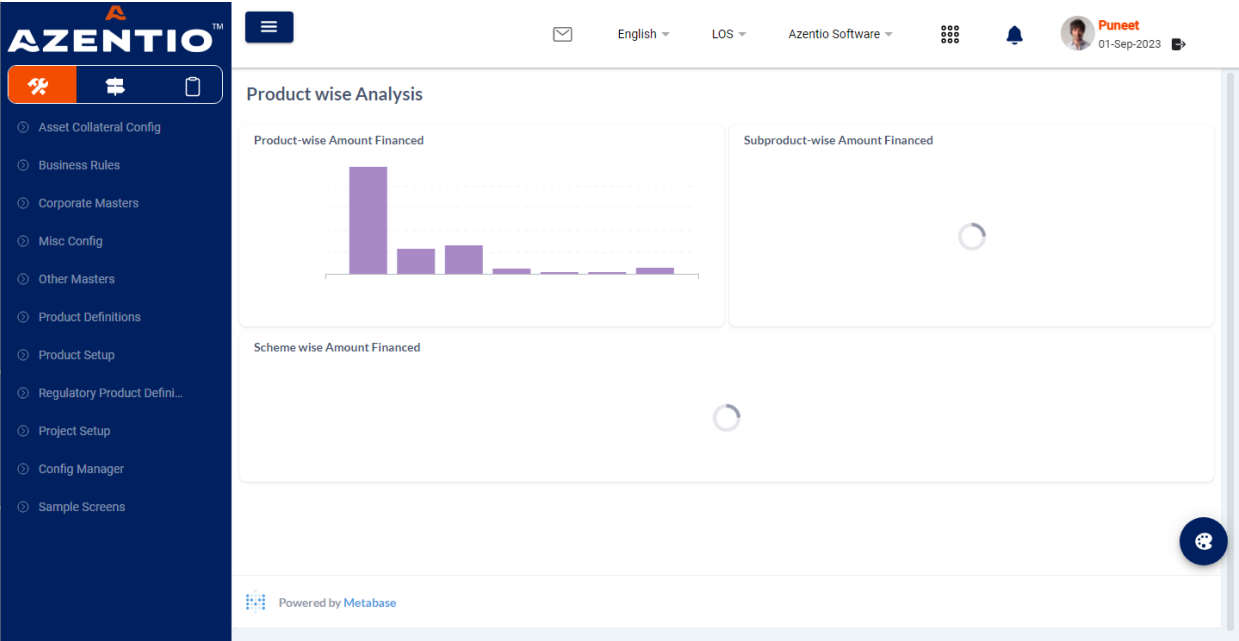 AZENTIO™
English
LOS
Azentio Software
Puneet
01-Sep-2023
Asset Collateral Config
Business Rules
Corporate Masters
Misc Config
Other Masters
Product Definitions
Product Setup
Regulatory Product Defini...
Project Setup
Config Manager
Sample Screens
Product wise Analysis
Product-wise Amount Financed
Subproduct-wise Amount Financed
Scheme wise Amount Financed
Powered by Metabase